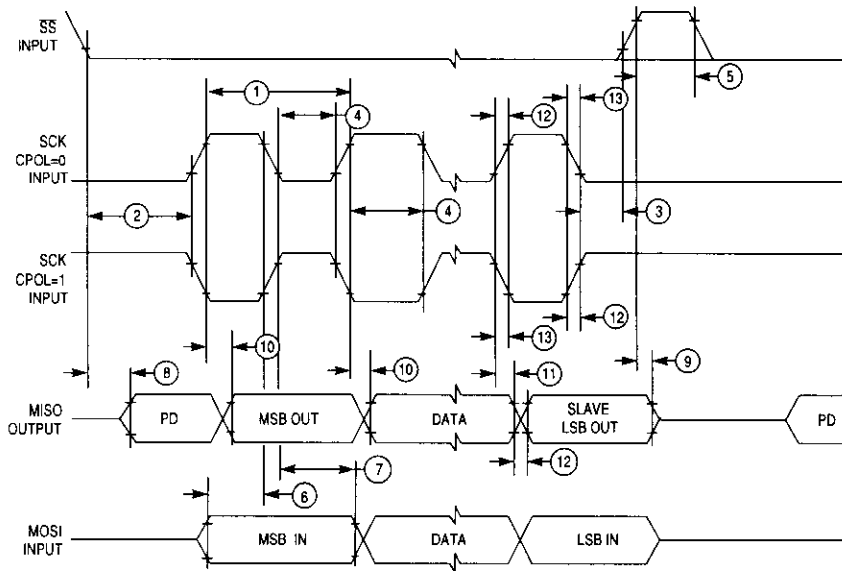 SS
INPUT
5
1
12
13
4
SCK
CPOL=0
INPUT
2
4
3
SCK
CPOL=1
INPUT
13
12
8
10
10
11
9
MISO
OUTPUT
PD
MSB OUT
DATA
SLAVE
LSB OUT
PD
7
12
6
MOSI
INPUT
MSB IN
DATA
LSB IN